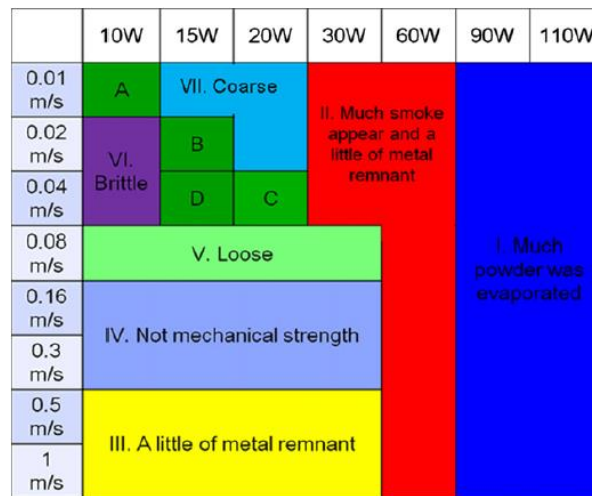 10W 15W 20W 30W 60W 90W 110W
0.01
m/s
A
VII. Coarse
II. Much smoke
appear and a
little of metal
remnant
0.02
m/s
VI.
Brittle
B
0.04
m/s
D
C
0.08
m/s
V. Loose
I. Much
powder was
evaporated
0.16
m/s
IV. Not mechanical strength
0.3
m/s
0.5
m/s
III. A little of metal remnant
1
m/s